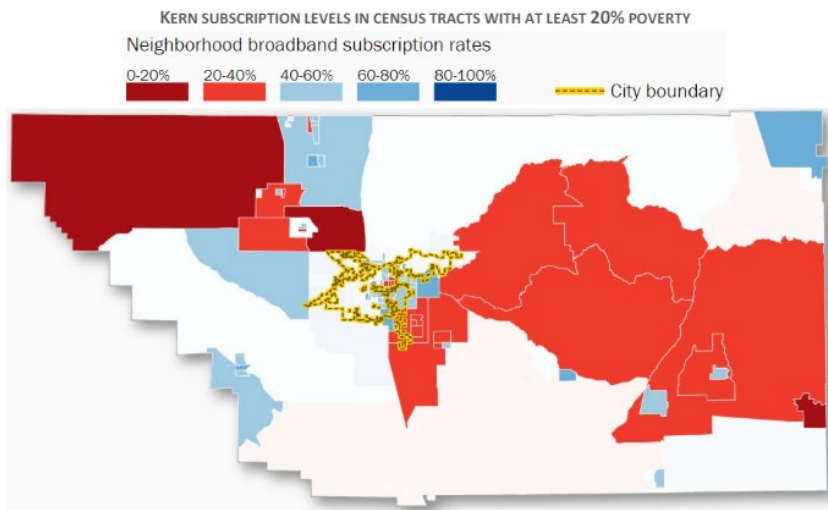 KERN SUBSCRIPTION LEVELS IN CENSUS TRACTS WITH AT LEAST 20% POVERTY
Neighborhood broadband subscription rates
0-20% 20-40% 40-60% 60-80% 80-100%
City boundary